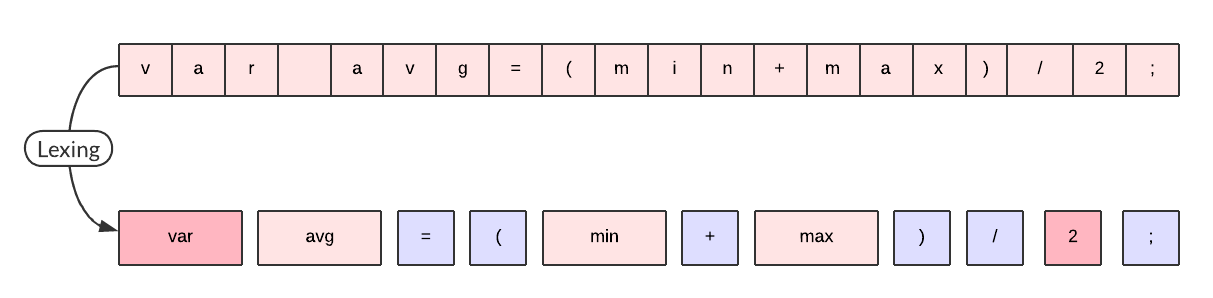 v a r a v g = ( m i n + m a x ) / 2 ;
Lexing
var avg = ( min + max ) / 2 ;